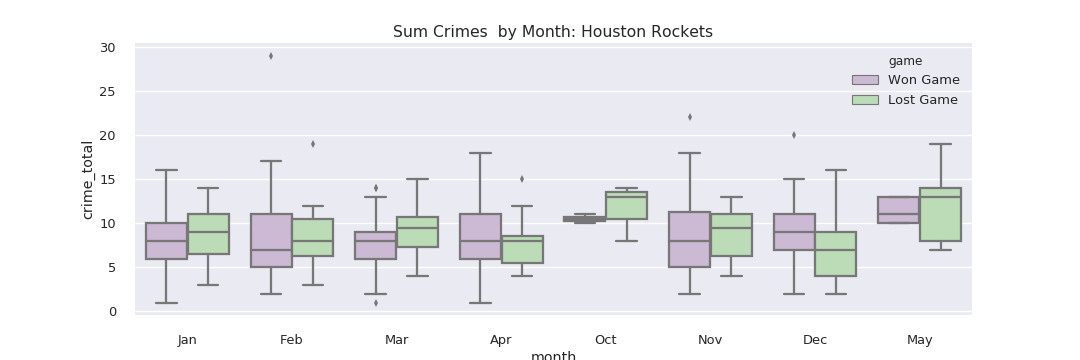 Sum Crimes  by Month: Houston Rockets
30
25
20
15
10
5
0
crime_total
game
Won Game
Lost Game
Jan Feb Mar Apr Oct Nov Dec May
month